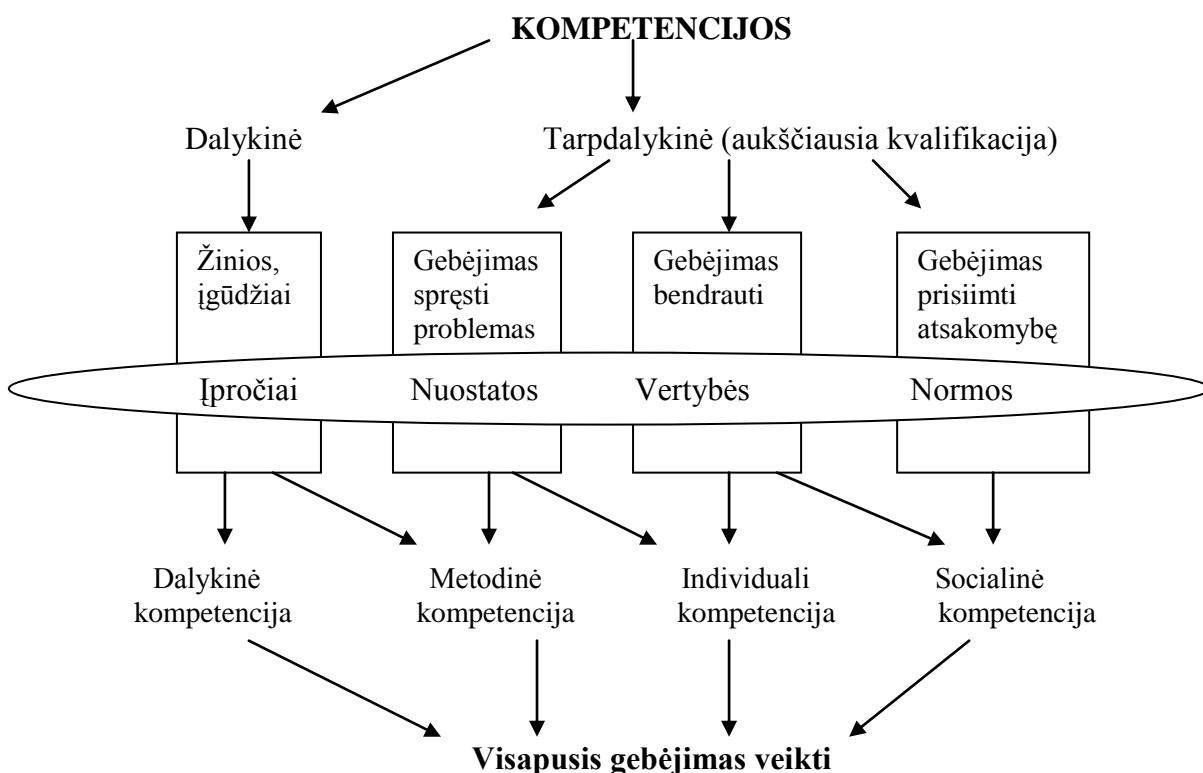 KOMPETENCIJOS
Dalykinė
Tarpdalykinė (aukščiausia kvalifikacija)
Žinios,
įgūdžiai
Gebėjimas
spręsti
problemas
Gebėjimas
bendrauti
Gebėjimas
prisiimti
atsakomybę
Įpročiai
Nuostatos
Vertybės
Normos
Dalykinė
kompetencija
Metodinė
kompetencija
Individuali
kompetencija
Socialinė
kompetencija
Visapusis gebėjimas veikti